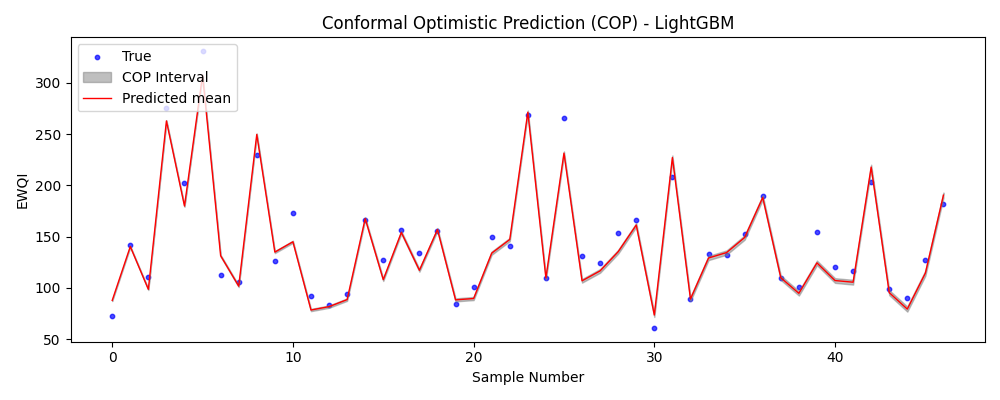 Conformal Optimistic Prediction (COP) - LightGBM
True
COP Interval
Predicted mean
EWQI
300
250
200
150
100
50
0
10
20
30
40
Sample Number